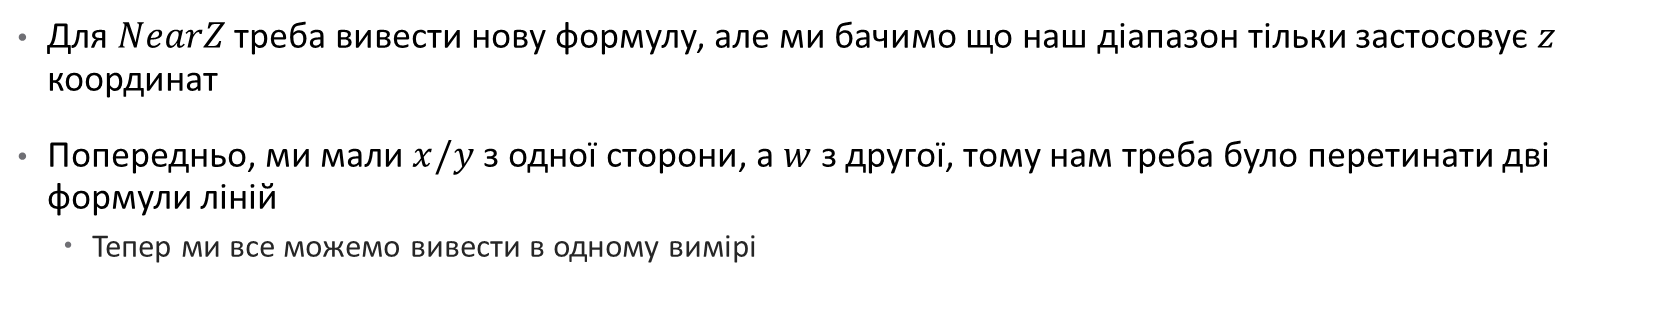 • Для NearZ треба вивести нову формулу, але ми бачимо що наш діапазон тільки застосовує z
координат
• Попередньо, ми мали x/y з одної сторони, а w з другої, тому нам треба було перетинати дві
формули ліній
• Тепер ми все можемо вивести в одному вимірі